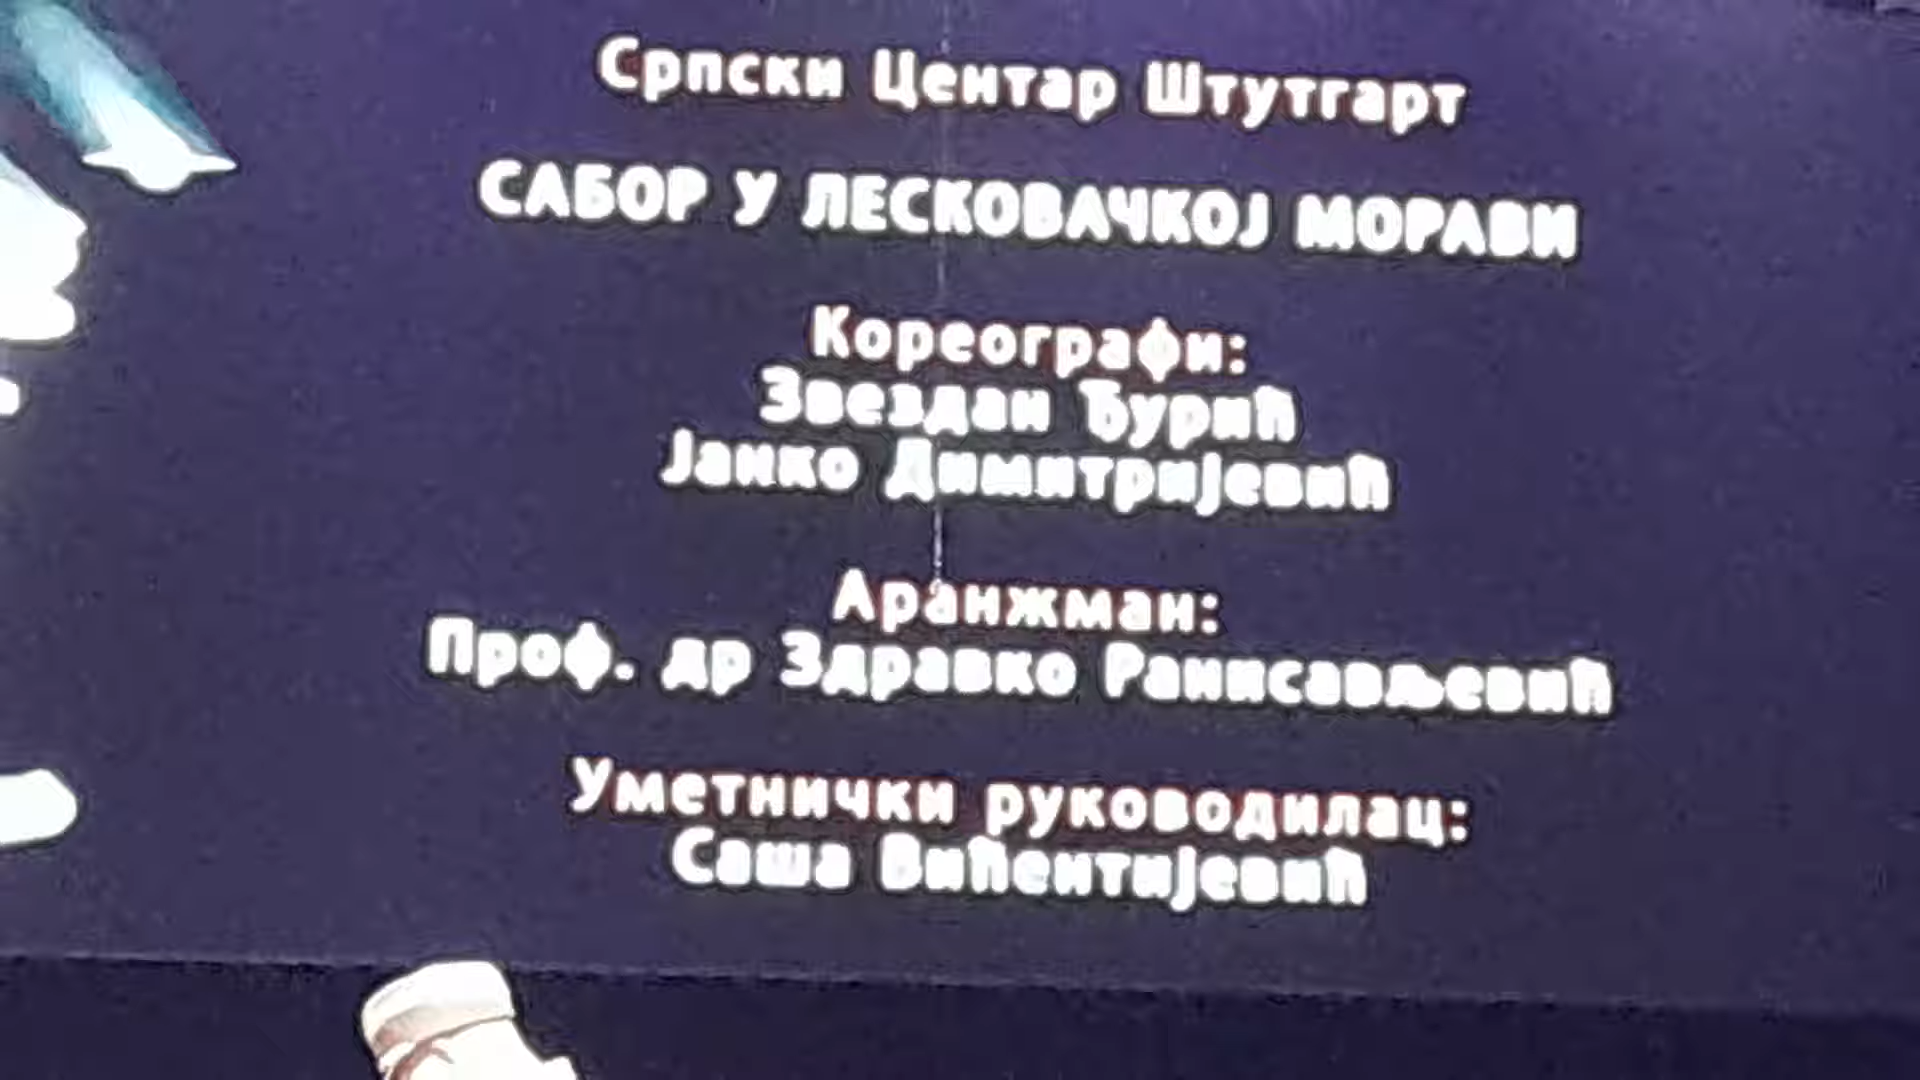 Српски Центар Штутгарт
САБОР У ЛЕСКОВАЧКОЈ МОРАВИ
Кореографи:
Звездан Ђурић
Јанко Димитријевић
Аранжман:
Проф. др Здравко Ранисављевић
Уметнички руководилац:
Саша Вићентијевић